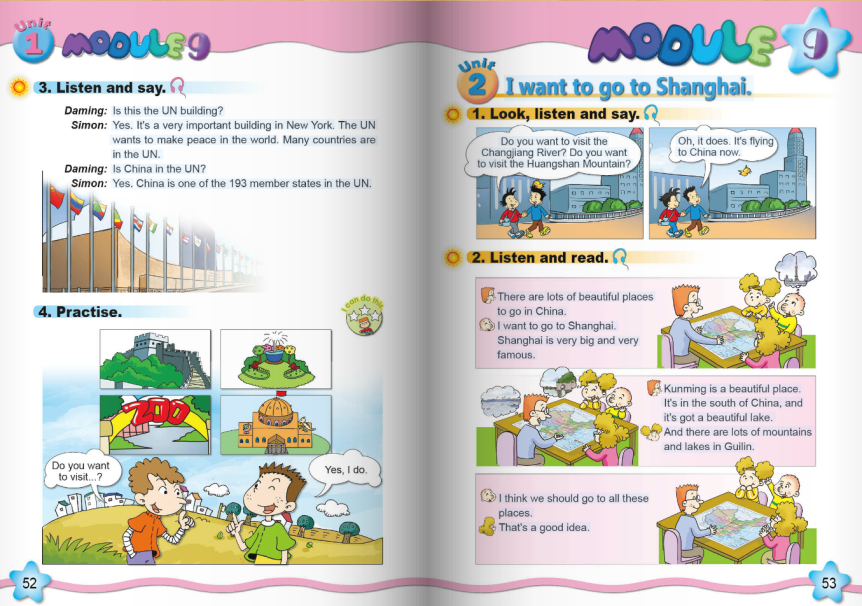 Unit
1 MODULE 9
3. Listen and say.
Daming: Is this the UN building?
Simon: Yes. It's a very important building in New York. The UN
wants to make peace in the world. Many countries are
in the UN.
Daming: Is China in the UN?
Simon: Yes. China is one of the 193 member states in the UN.
4. Practise.
I can do this
ZOO
Do you want
to visit...?
Yes, I do.
52
MODULE 9
Unit
2 I want to go to Shanghai.
1. Look, listen and say.
Do you want to visit the
Changjiang River? Do you want
to visit the Huangshan Mountain?
Oh, it does. It's flying
to China now.
2. Listen and read.
There are lots of beautiful places
to go in China.
I want to go to Shanghai.
Shanghai is very big and very
famous.
Kunming is a beautiful place.
It's in the south of China, and
it's got a beautiful lake.
And there are lots of mountains
and lakes in Guilin.
I think we should go to all these
places.
That's a good idea.
53